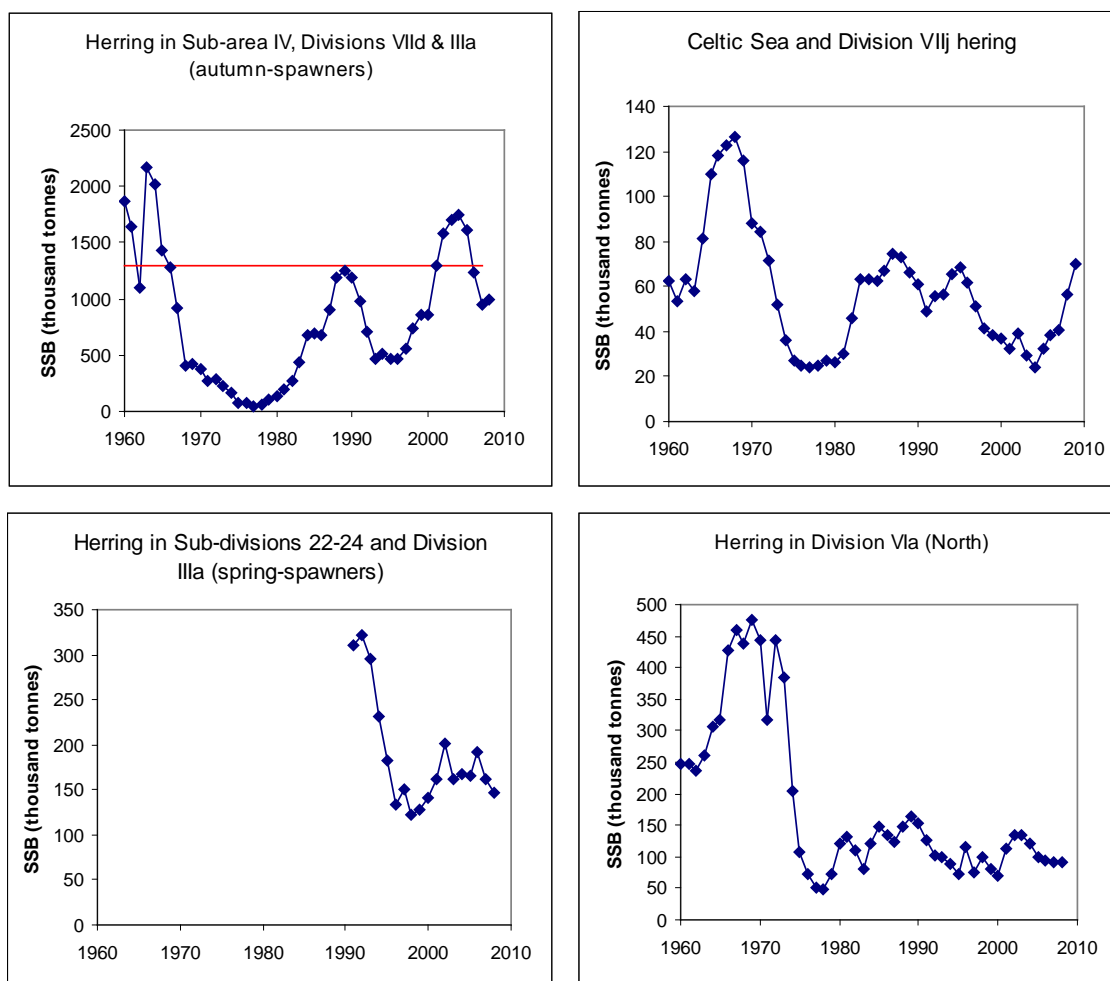 Herring in Sub-area IV, Divisions VIId & IIIa
(autumn-spawners)
SSB (thousand tonnes)
2500
2000
1500
1000
500
0
1960 1970 1980 1990 2000 2010
Celtic Sea and Division VIIj hering
SSB (thousand tonnes)
140
120
100
80
60
40
20
0
1960 1970 1980 1990 2000 2010
Herring in Sub-divisions 22-24 and Division
IIIa (spring-spawners)
SSB (thousand tonnes)
350
300
250
200
150
100
50
0
1960 1970 1980 1990 2000 2010
Herring in Division VIa (North)
SSB (thousand tonnes)
500
450
400
350
300
250
200
150
100
50
0
1960 1970 1980 1990 2000 2010